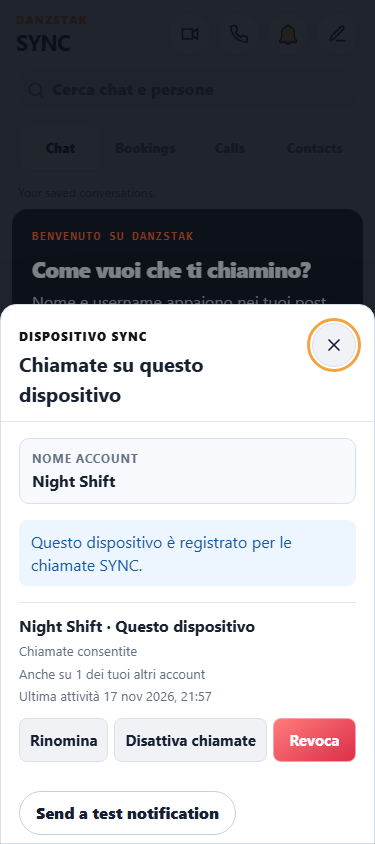 DANZSTAK
SYNC
Cerca chat e persone
Chat Bookings Calls Contacts
Your saved conversations.
BENVENUTO SU DANZSTAK
Come vuoi che ti chiamino?
Nome e username appaiono nei tuoi post
DISPOSITIVO SYNC
Chiamate su questo
dispositivo
NOME ACCOUNT
Night Shift
Questo dispositivo è registrato per le
chiamate SYNC.
Night Shift · Questo dispositivo
Chiamate consentite
Anche su 1 dei tuoi altri account
Ultima attività 17 nov 2026, 21:57
Rinomina Disattiva chiamate Revoca
Send a test notification